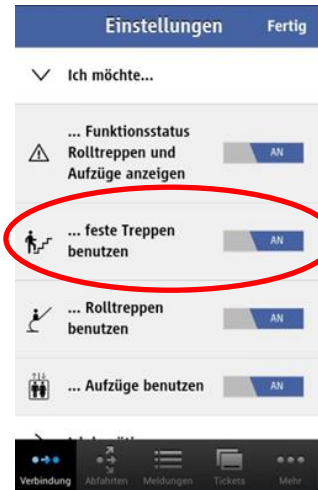 Einstellungen Fertig
Ich möchte...
... Funktionsstatus
Rolltreppen und
Aufzüge anzeigen
AN
... feste Treppen
benutzen
AN
... Rolltreppen
benutzen
AN
... Aufzüge benutzen
AN
Verbindung Abfahrten Meldungen Tickets Mehr